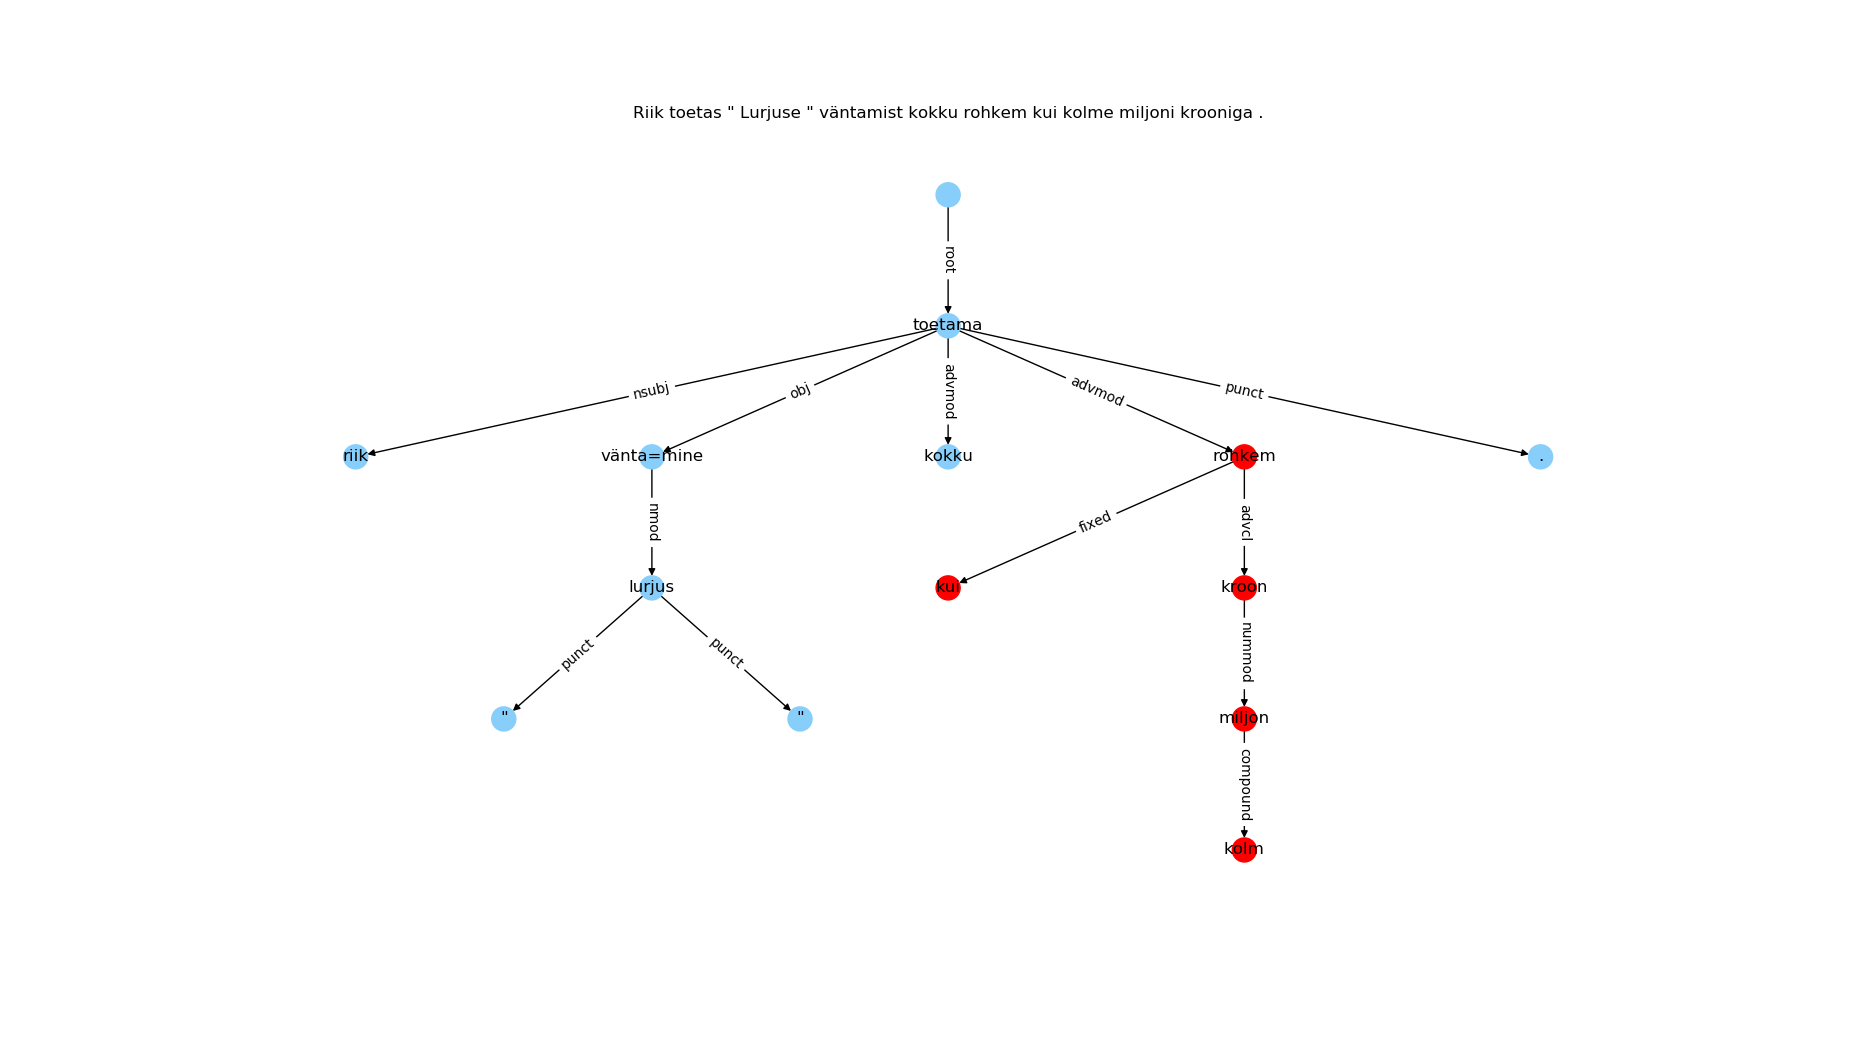 Riik toetas " Lurjuse " väntamist kokku rohkem kui kolme miljoni krooniga .
root
toetama
nsubj
obj
advmod
advmod
punct
riik
vänta=mine
kokku
rohkem
.
nmod
fixed
advcl
lurjus
kui
kroon
punct
punct
nummod
"
"
miljon
compound
kolm